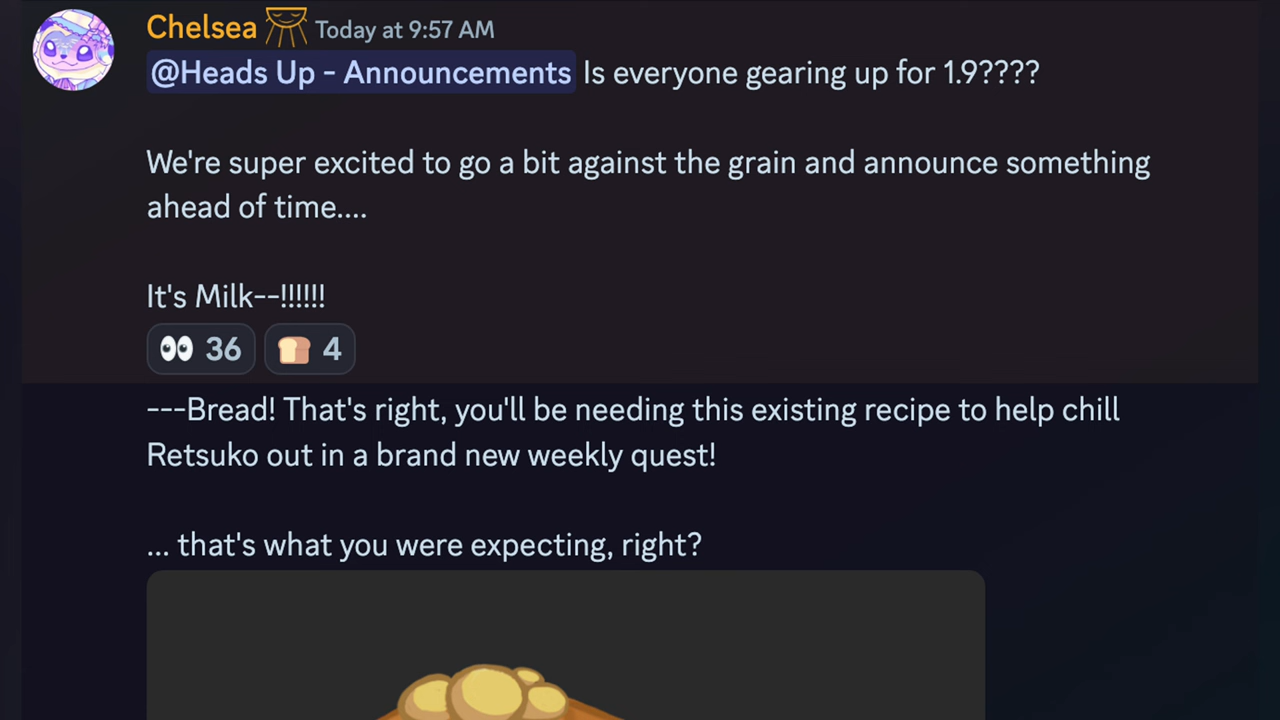 Chelsea Today at 9:57 AM
@Heads Up - Announcements Is everyone gearing up for 1.9????
We're super excited to go a bit against the grain and announce something
ahead of time....
It's Milk--!!!!!!
36 4
---Bread! That's right, you'll be needing this existing recipe to help chill
Retsuko out in a brand new weekly quest!
... that's what you were expecting, right?